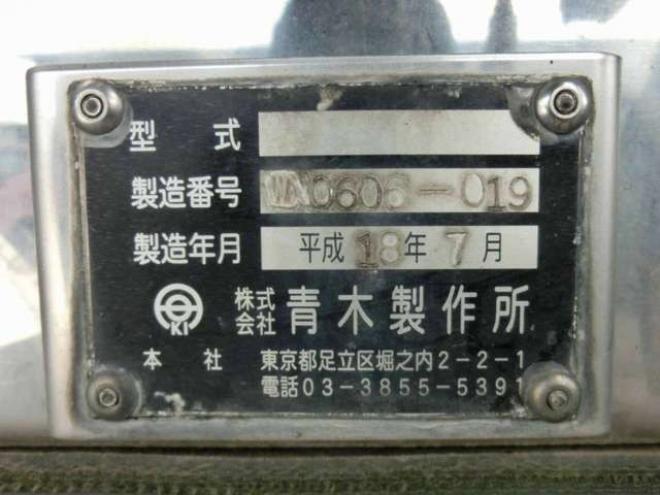 型式
製造番号 WA0606-019
製造年月 平成18年7月
KI 株式会社 青木製作所
本社 東京都足立区堀之内2-2-1
電話03-3855-5391